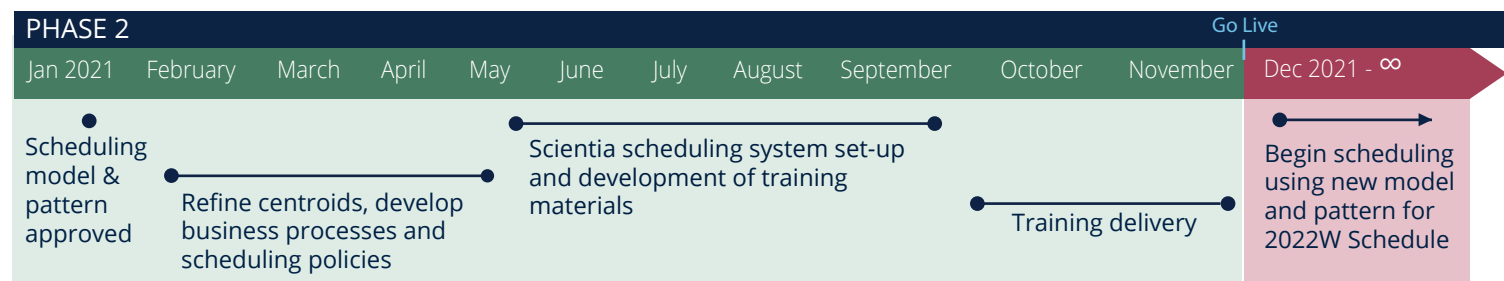 PHASE 2
Go Live
Jan 2021 February March April May June July August September October November Dec 2021 - ∞
Scheduling
model &
pattern
approved
Refine centroids, develop
business processes and
scheduling policies
Scientia scheduling system set-up
and development of training
materials
Training delivery
Begin scheduling
using new model
and pattern for
2022W Schedule